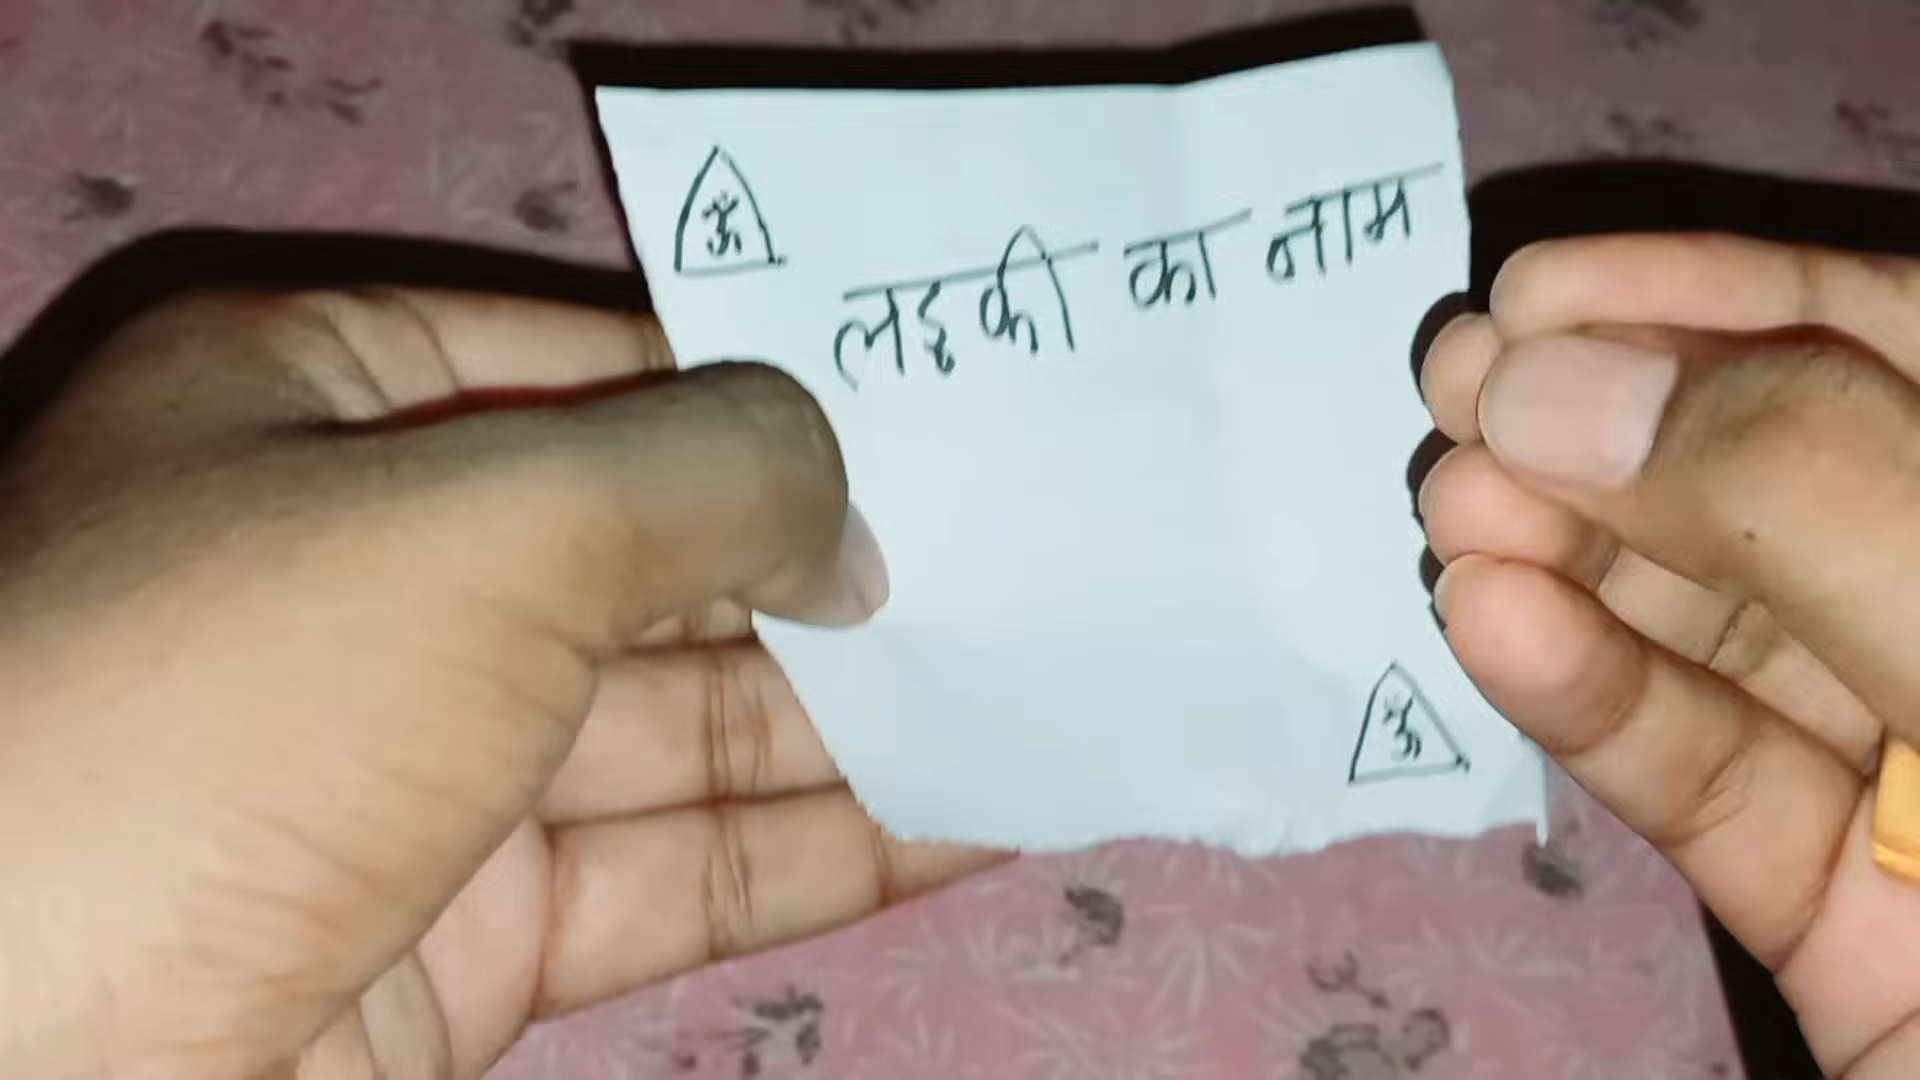 ॐ
लड़की का नाम
ॐ